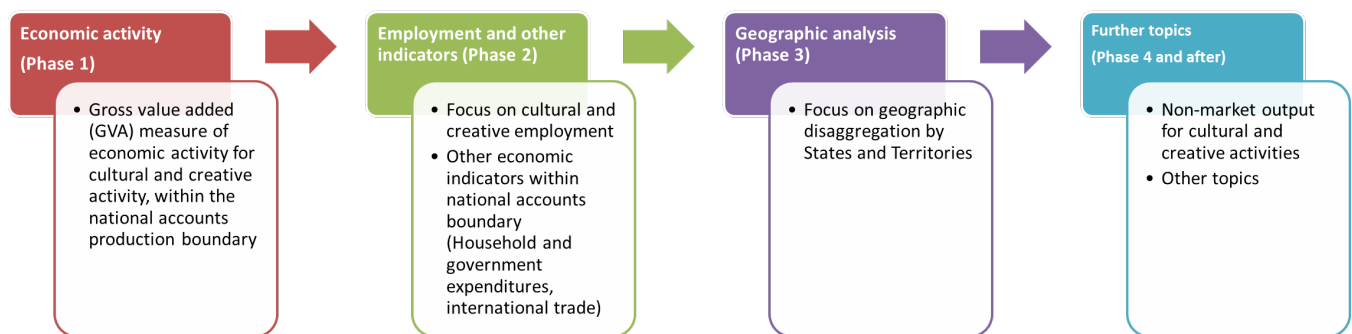 Economic activity
(Phase 1)
• Gross value added
(GVA) measure of
economic activity for
cultural and creative
activity, within the
national accounts
production boundary
Employment and other
indicators (Phase 2)
• Focus on cultural and
creative employment
• Other economic
indicators within
national accounts
boundary
(Household and
government
expenditures,
international trade)
Geographic analysis
(Phase 3)
• Focus on geographic
disaggregation by
States and Territories
Further topics
(Phase 4 and after)
• Non-market output
for cultural and
creative activities
• Other topics